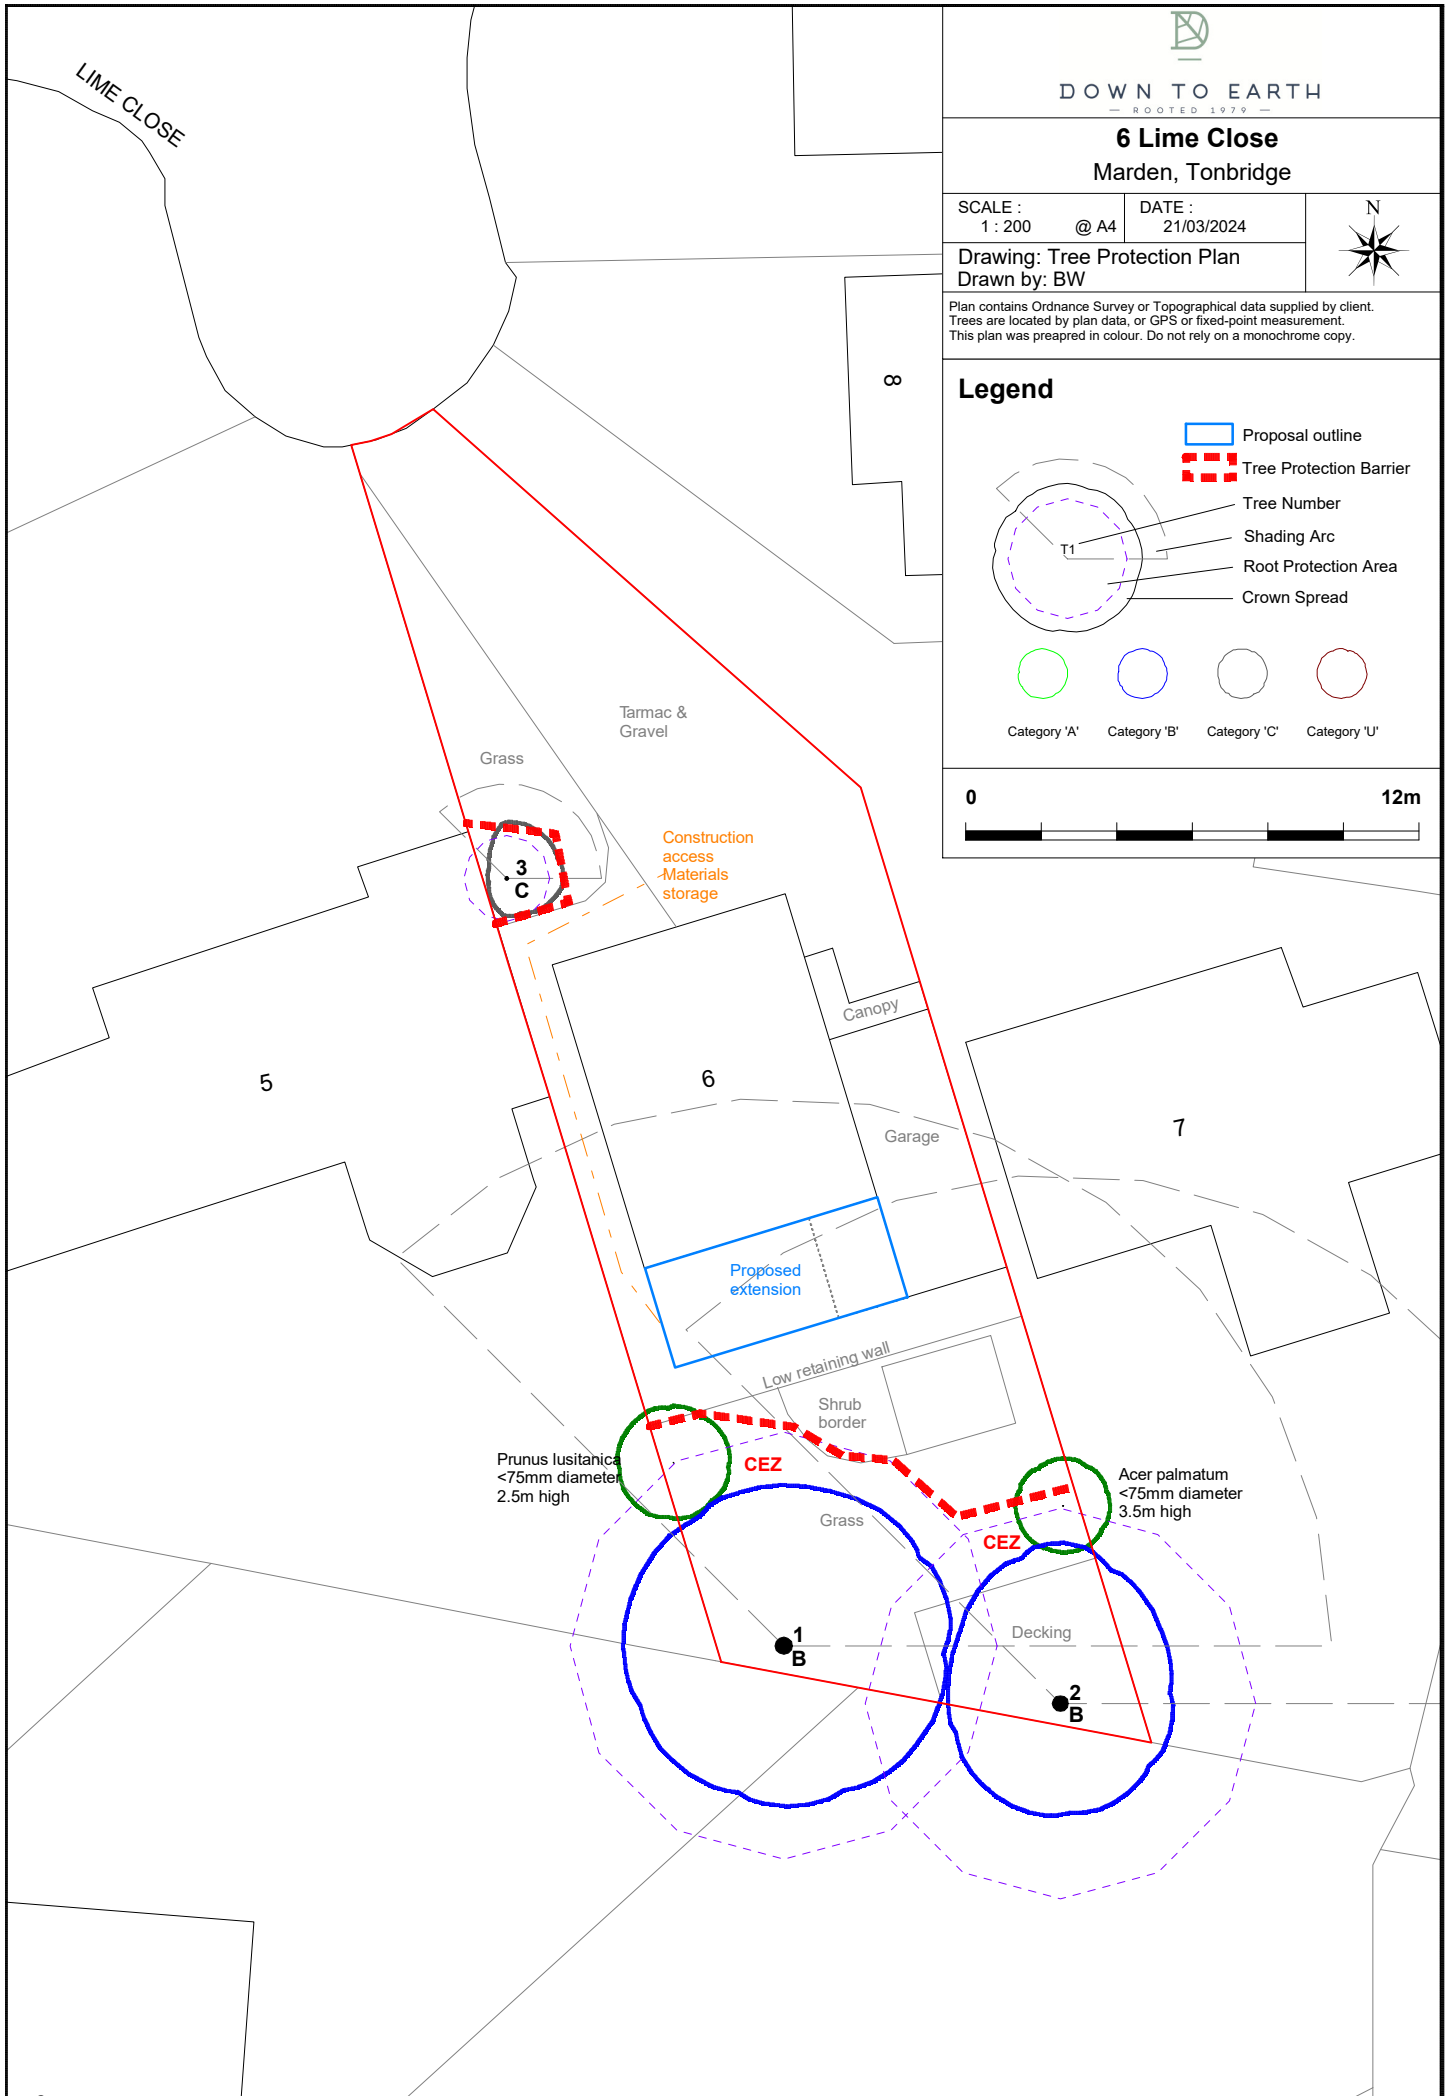 LIME CLOSE
DOWN TO EARTH
— ROOTED 1979 —
6 Lime Close
Marden, Tonbridge
SCALE :
1 : 200 @ A4
DATE :
21/03/2024
N
Drawing: Tree Protection Plan
Drawn by: BW
Plan contains Ordnance Survey or Topographical data supplied by client.
Trees are located by plan data, or GPS or fixed-point measurement.
This plan was preapred in colour. Do not rely on a monochrome copy.
Legend
Proposal outline
Tree Protection Barrier
Tree Number
Shading Arc
Root Protection Area
Crown Spread
T1
Category 'A'
Category 'B'
Category 'C'
Category 'U'
0
12m
8
Tarmac &
Gravel
Grass
3
C
Construction
access
Materials
storage
Canopy
5
6
7
Garage
Proposed
extension
Low retaining wall
Shrub
border
Prunus lusitanica
<75mm diameter
2.5m high
CEZ
Acer palmatum
<75mm diameter
3.5m high
Grass
CEZ
Decking
1
B
2
B